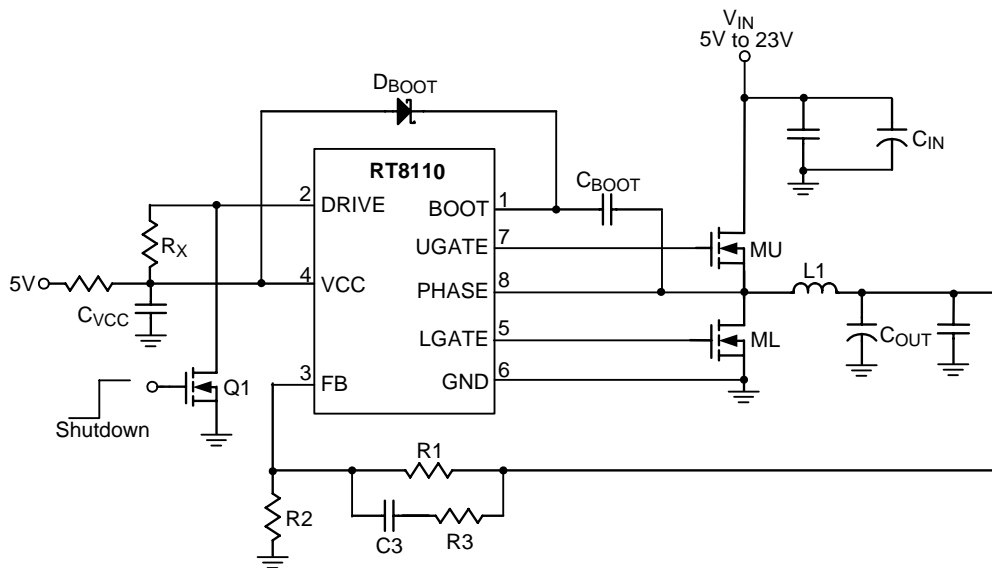 VIN
5V to 23V
DBOOT
CIN
RT8110
CBOOT
2
DRIVE
BOOT
1
RX
UGATE
7
MU
5V
4
VCC
PHASE
8
L1
CVCC
LGATE
5
ML
COUT
3
FB
GND
6
Q1
Shutdown
R1
R2
C3
R3